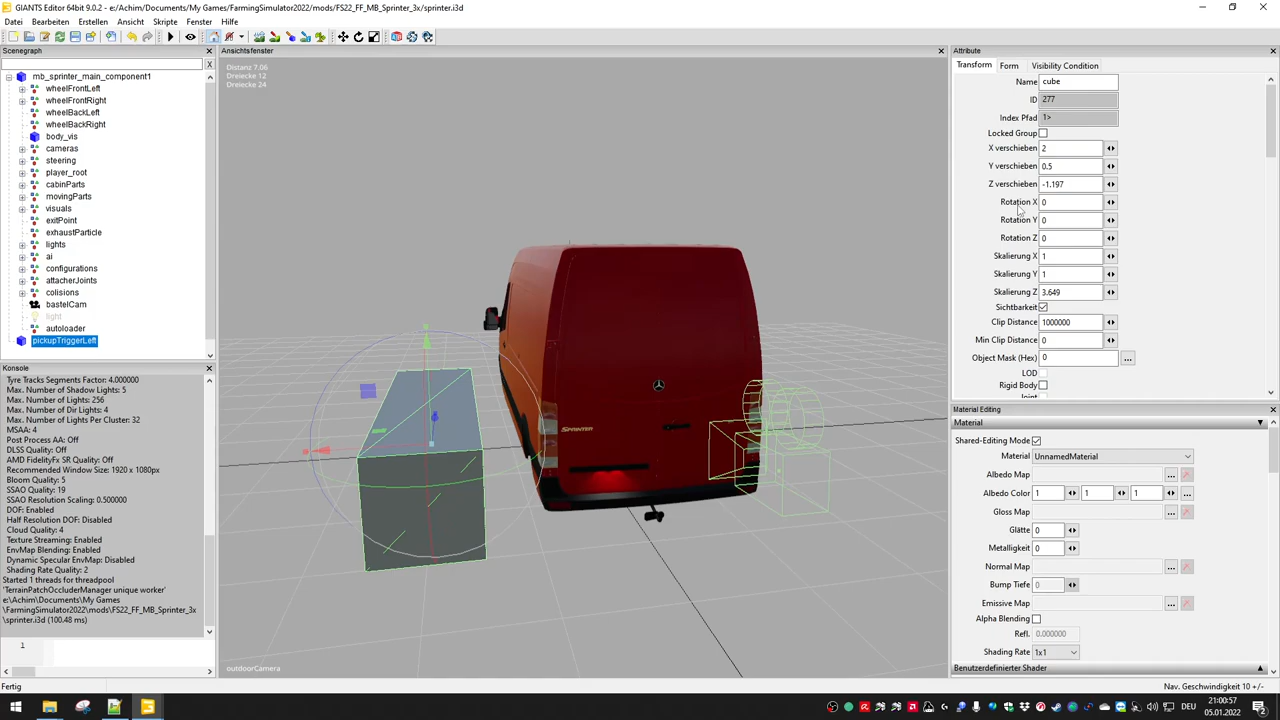 GIANTS Editor 64bit 9.0.2 - e:/Achim/Documents/My Games/FarmingSimulator2022/mods/FS22_FF_MB_Sprinter_3x/sprinter.i3d
Datei Bearbeiten Erstellen Ansicht Skripte Fenster Hilfe
Scenegraph
X
mb_sprinter_main_component1
wheelFrontLeft
wheelFrontRight
wheelBackLeft
wheelBackRight
body_vis
cameras
steering
player_root
cabinParts
movingParts
visuals
exitPoint
exhaustParticle
lights
ai
configurations
attacherJoints
colisions
bastelCam
light
autoloader
pickupTriggerLeft
Konsole
Tyre Tracks Segments Factor: 4.000000
Max. Number of Shadow Lights: 5
Max. Number of Lights: 256
Max. Number of Dir Lights: 4
Max. Number of Lights Per Cluster: 32
MSAA: 4
Post Process AA: Off
DLSS Quality: Off
AMD FidelityFx SR Quality: Off
Recommended Window Size: 1920 x 1080px
Bloom Quality: 5
SSAO Quality: 19
SSAO Resolution Scaling: 0.500000
DOF: Enabled
Half Resolution DOF: Disabled
Cloud Quality: 4
Texture Streaming: Enabled
EnvMap Blending: Enabled
Dynamic Specular EnvMap: Disabled
Shading Rate Quality: 2
Started 1 threads for threadpool
'TerrainPatchOccluderManager unique worker'
e:\Achim\Documents\My Games
\FarmingSimulator2022\mods\FS22_FF_MB_Sprinter_3x
\sprinter.i3d (100.48 ms)
1
Fertig
Ansichtsfenster
Distanz 7.06
Dreiecke 12
Dreiecke 24
SPRINTER
outdoorCamera
Attribute
Transform Form Visibility Condition
Name cube
ID 277
Index Pfad 1>
Locked Group
X verschieben 2
Y verschieben 0.5
Z verschieben -1.197
Rotation X 0
Rotation Y 0
Rotation Z 0
Skalierung X 1
Skalierung Y 1
Skalierung Z 3.649
Sichtbarkeit
Clip Distance 1000000
Min Clip Distance 0
Object Mask (Hex) 0 ...
LOD
Rigid Body
Material Editing
Material
Shared-Editing Mode
Material UnnamedMaterial
Albedo Map ...
Albedo Color 1 1 1 ...
Gloss Map ...
Glätte 0
Metalligkeit 0
Normal Map ...
Bump Tiefe 0
Emissive Map ...
Alpha Blending
Refl. 0.000000
Shading Rate 1x1
Benutzerdefinierter Shader
Nav. Geschwindigkeit 10 +/-
21:00:57
05.01.2022